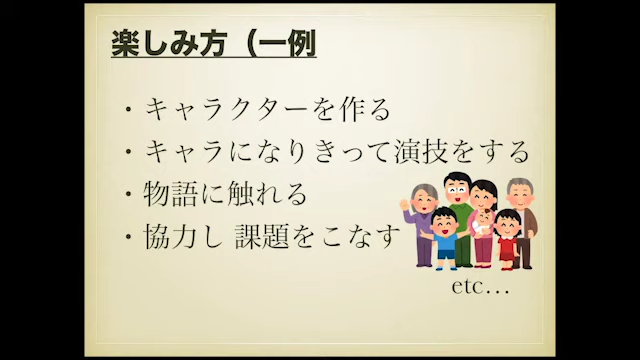 楽しみ方（一例
・キャラクターを作る
・キャラになりきって演技をする
・物語に触れる
・協力し 課題をこなす
etc…